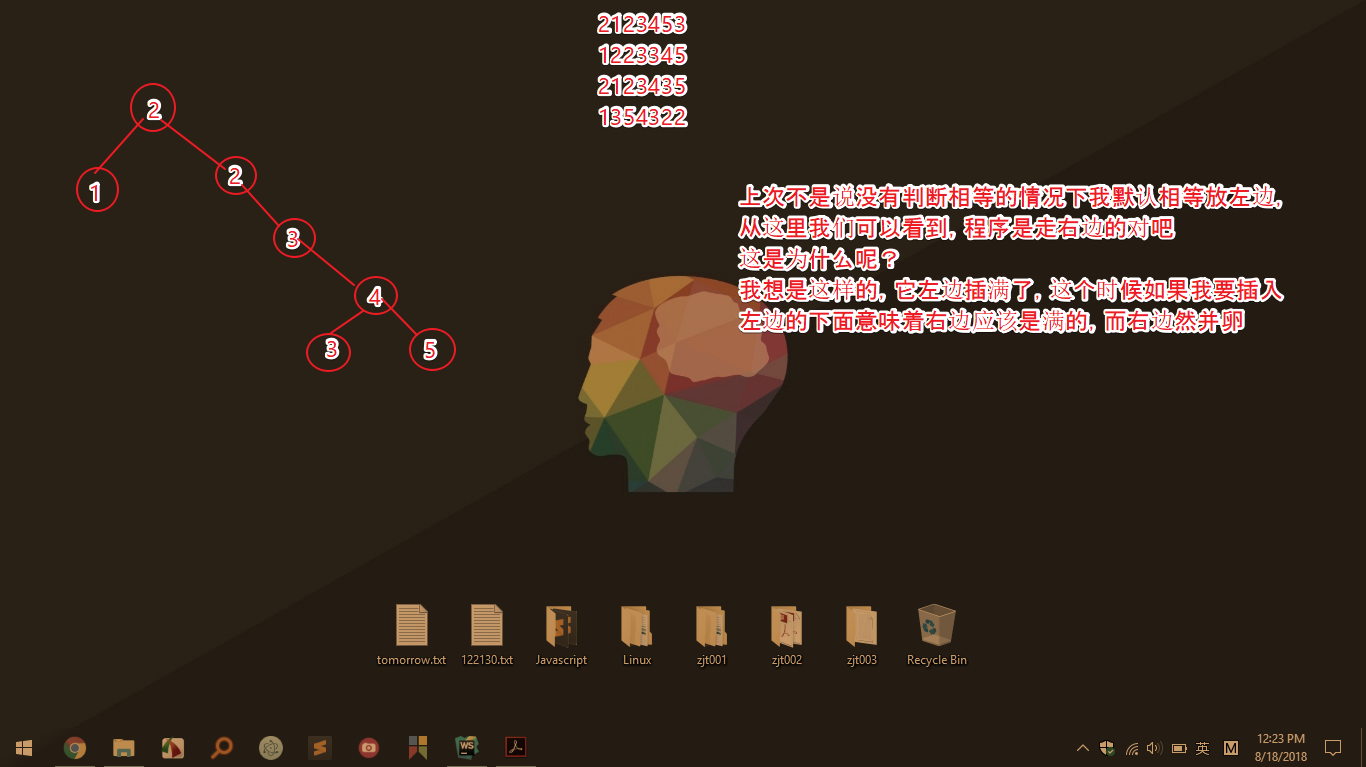 2123453
1223345
2123435
1354322
2
1
2
3
4
3
5
上次不是说没有判断相等的情况下我默认相等放左边,
从这里我们可以看到, 程序是走右边的对吧
这是为什么呢？
我想是这样的, 它左边插满了, 这个时候如果我要插入
左边的下面意味着右边应该是满的, 而右边然并卵
tomorrow.txt
122130.txt
Javascript
Linux
zjt001
zjt002
zjt003
Recycle Bin
WS
英
M
12:23 PM
8/18/2018